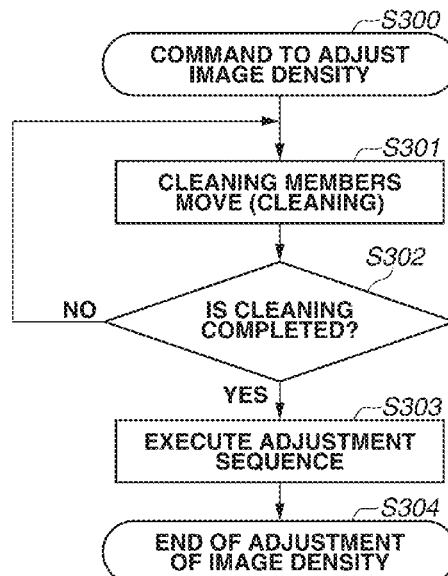 S300
COMMAND TO ADJUST
IMAGE DENSITY
S301
CLEANING MEMBERS
MOVE (CLEANING)
S302
IS CLEANING
COMPLETED?
NO
YES
S303
EXECUTE ADJUSTMENT
SEQUENCE
S304
END OF ADJUSTMENT
OF IMAGE DENSITY